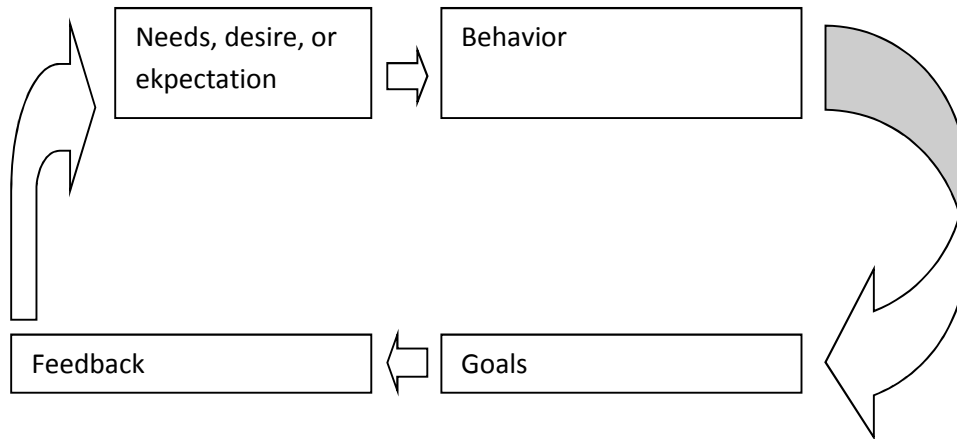 Needs, desire, or
ekpectation
Behavior
Feedback
Goals